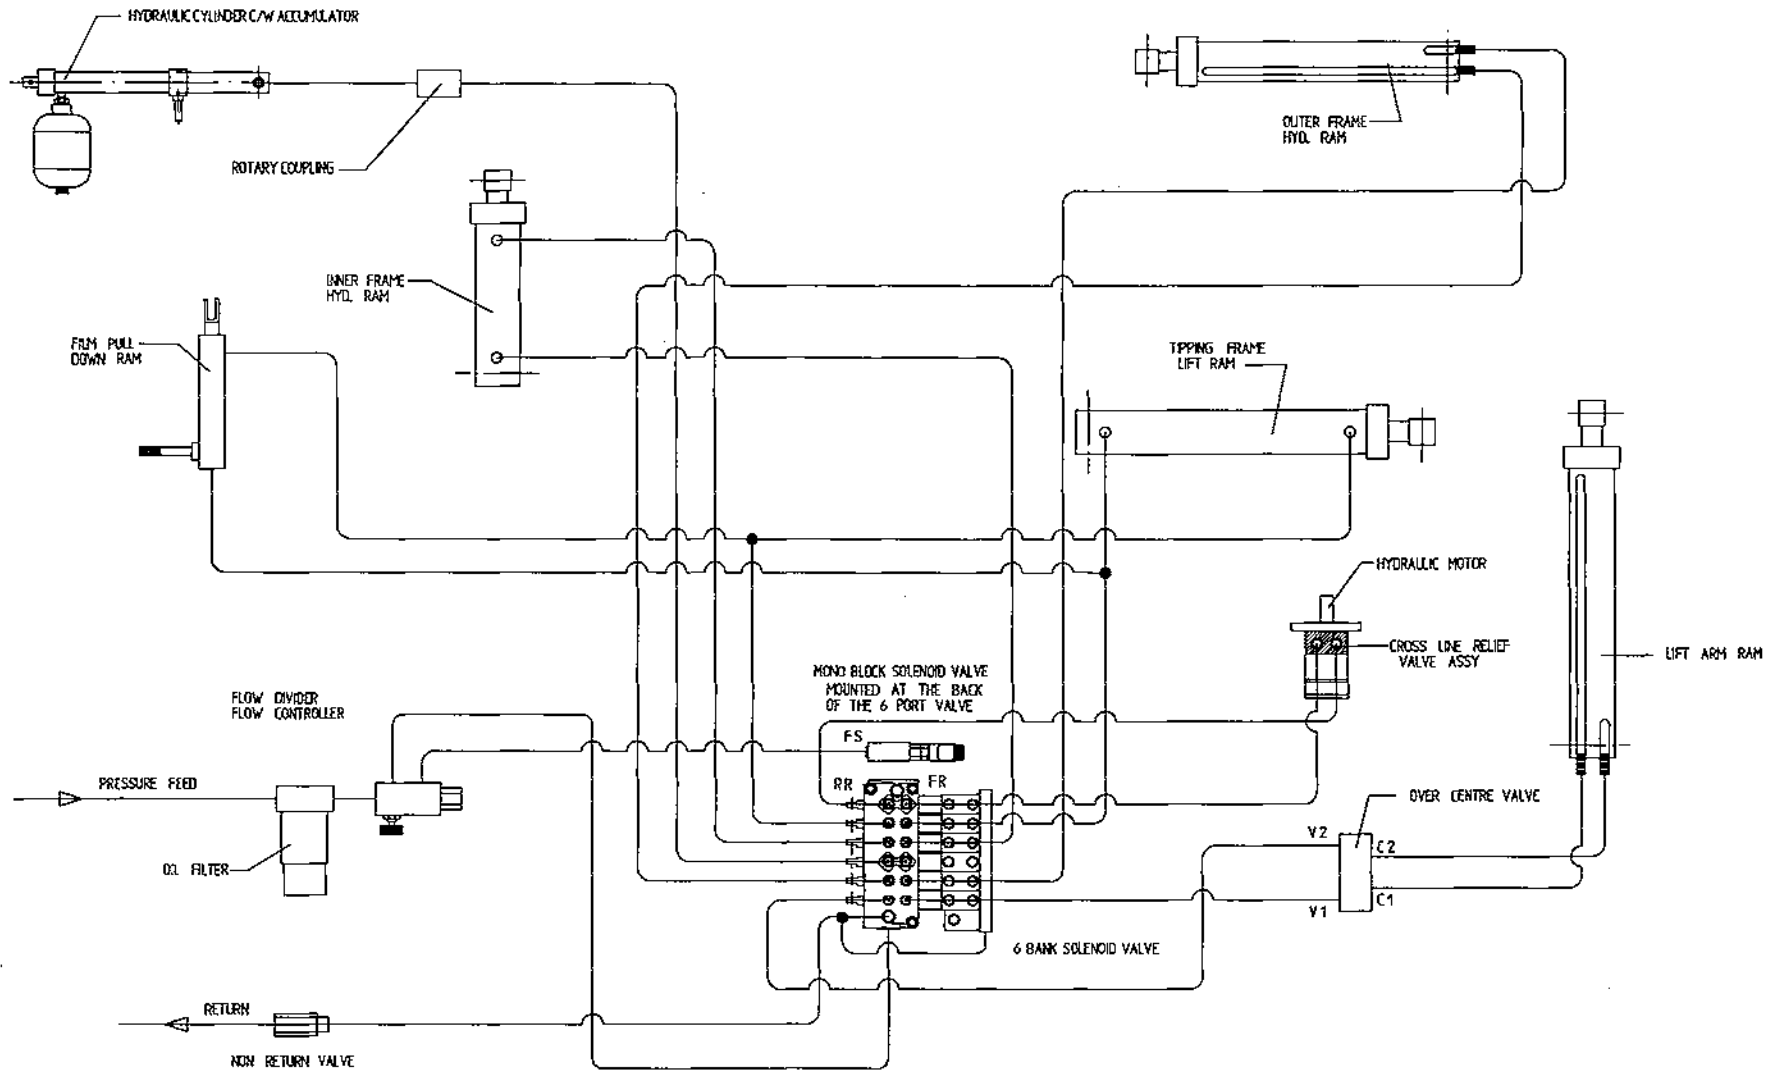 HYDRAULIC CYLINDER C/W ACCUMULATOR
ROTARY COUPLING
OUTER FRAME
HYD. RAM
INNER FRAME
HYD. RAM
FILM PULL
DOWN RAM
TIPPING FRAME
LIFT RAM
HYDRAULIC MOTOR
CROSS LINE RELIEF
VALVE ASSY
LIFT ARM RAM
MONO BLOCK SOLENOID VALVE
MOUNTED AT THE BACK
OF THE 6 PORT VALVE
FLOW DIVIDER
FLOW CONTROLLER
FS
RR
FR
PRESSURE FEED
OVER CENTRE VALVE
V2
C2
OIL FILTER
V1
C1
6 BANK SOLENOID VALVE
RETURN
NON RETURN VALVE